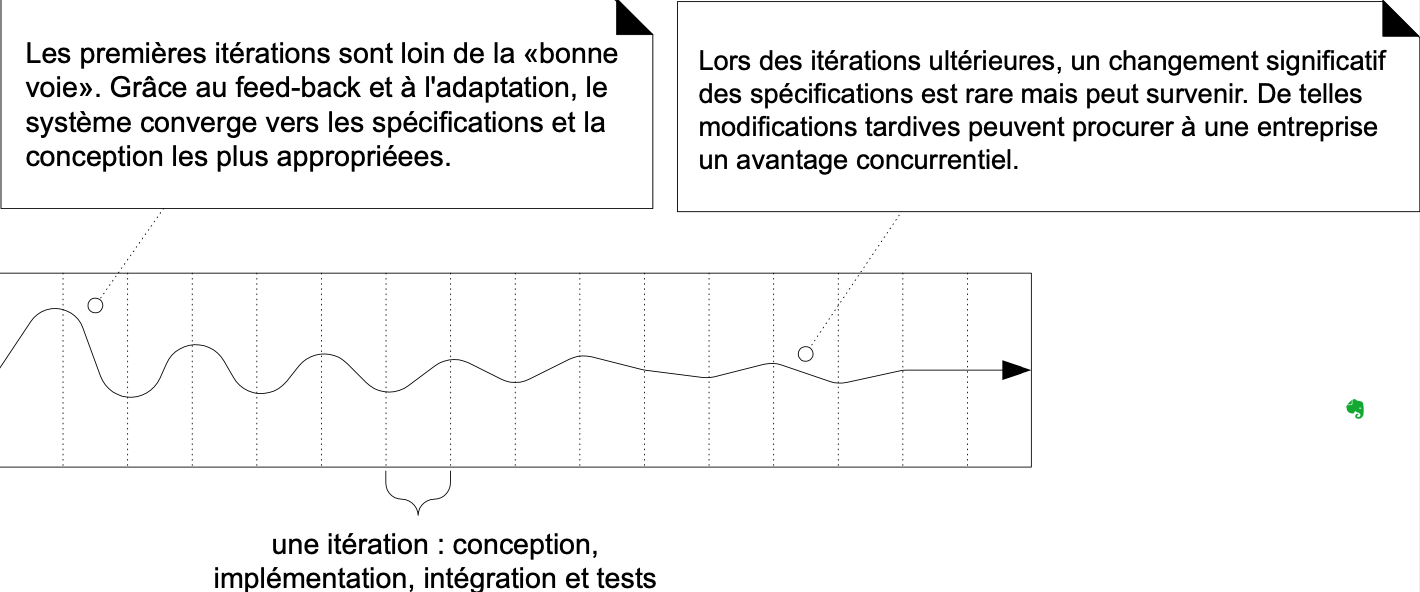 Les premières itérations sont loin de la «bonne
voie». Grâce au feed-back et à l'adaptation, le
système converge vers les spécifications et la
conception les plus appropriéees.
Lors des itérations ultérieures, un changement significatif
des spécifications est rare mais peut survenir. De telles
modifications tardives peuvent procurer à une entreprise
un avantage concurrentiel.
une itération : conception,
implémentation, intégration et tests